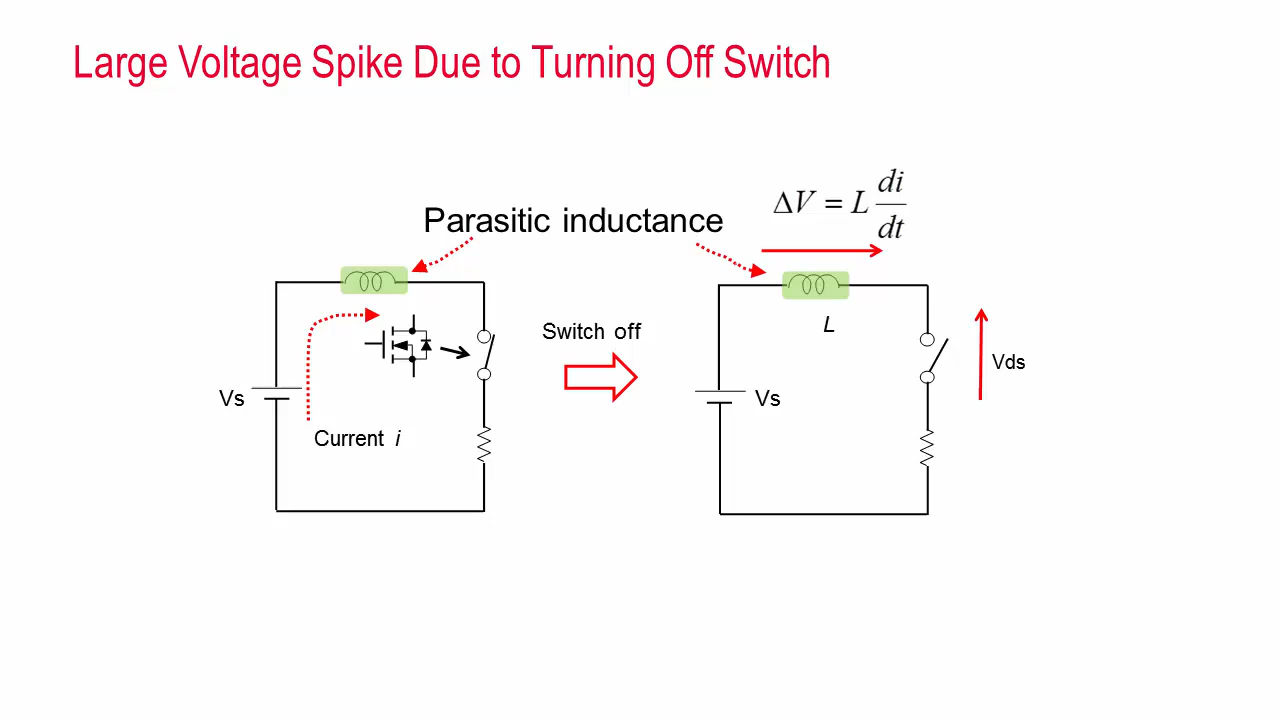 Large Voltage Spike Due to Turning Off Switch
Parasitic inductance
ΔV = L di/dt
L
Switch off
Vds
Vs
Vs
Current i